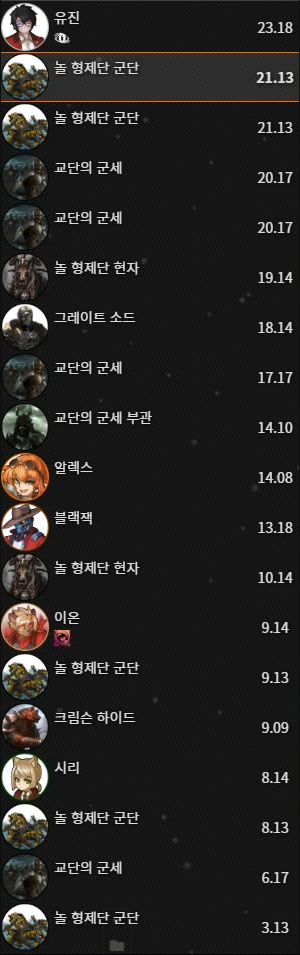 유진
23.18
놀 형제단 군단
21.13
놀 형제단 군단
21.13
교단의 군세
20.17
교단의 군세
20.17
놀 형제단 현자
19.14
그레이트 소드
18.14
교단의 군세
17.17
교단의 군세 부관
14.10
알렉스
14.08
블랙잭
13.18
놀 형제단 현자
10.14
이온
9.14
놀 형제단 군단
9.13
크림슨 하이드
9.09
시리
8.14
놀 형제단 군단
8.13
교단의 군세
6.17
놀 형제단 군단
3.13